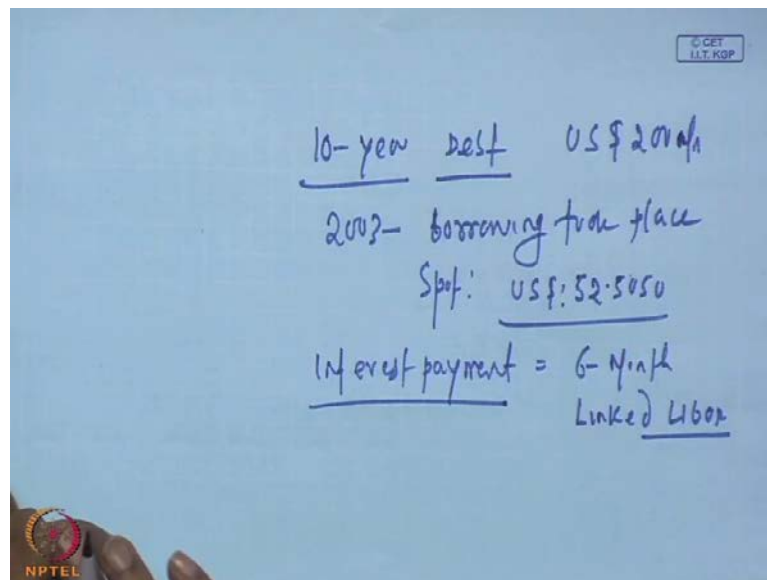 © CET
I.I.T. KGP
10-year Debt US $ 200 mln
2003- borrowing took place
Spot: US$: 52.5050
Interest payment = 6-Month
Linked Libor
NPTEL